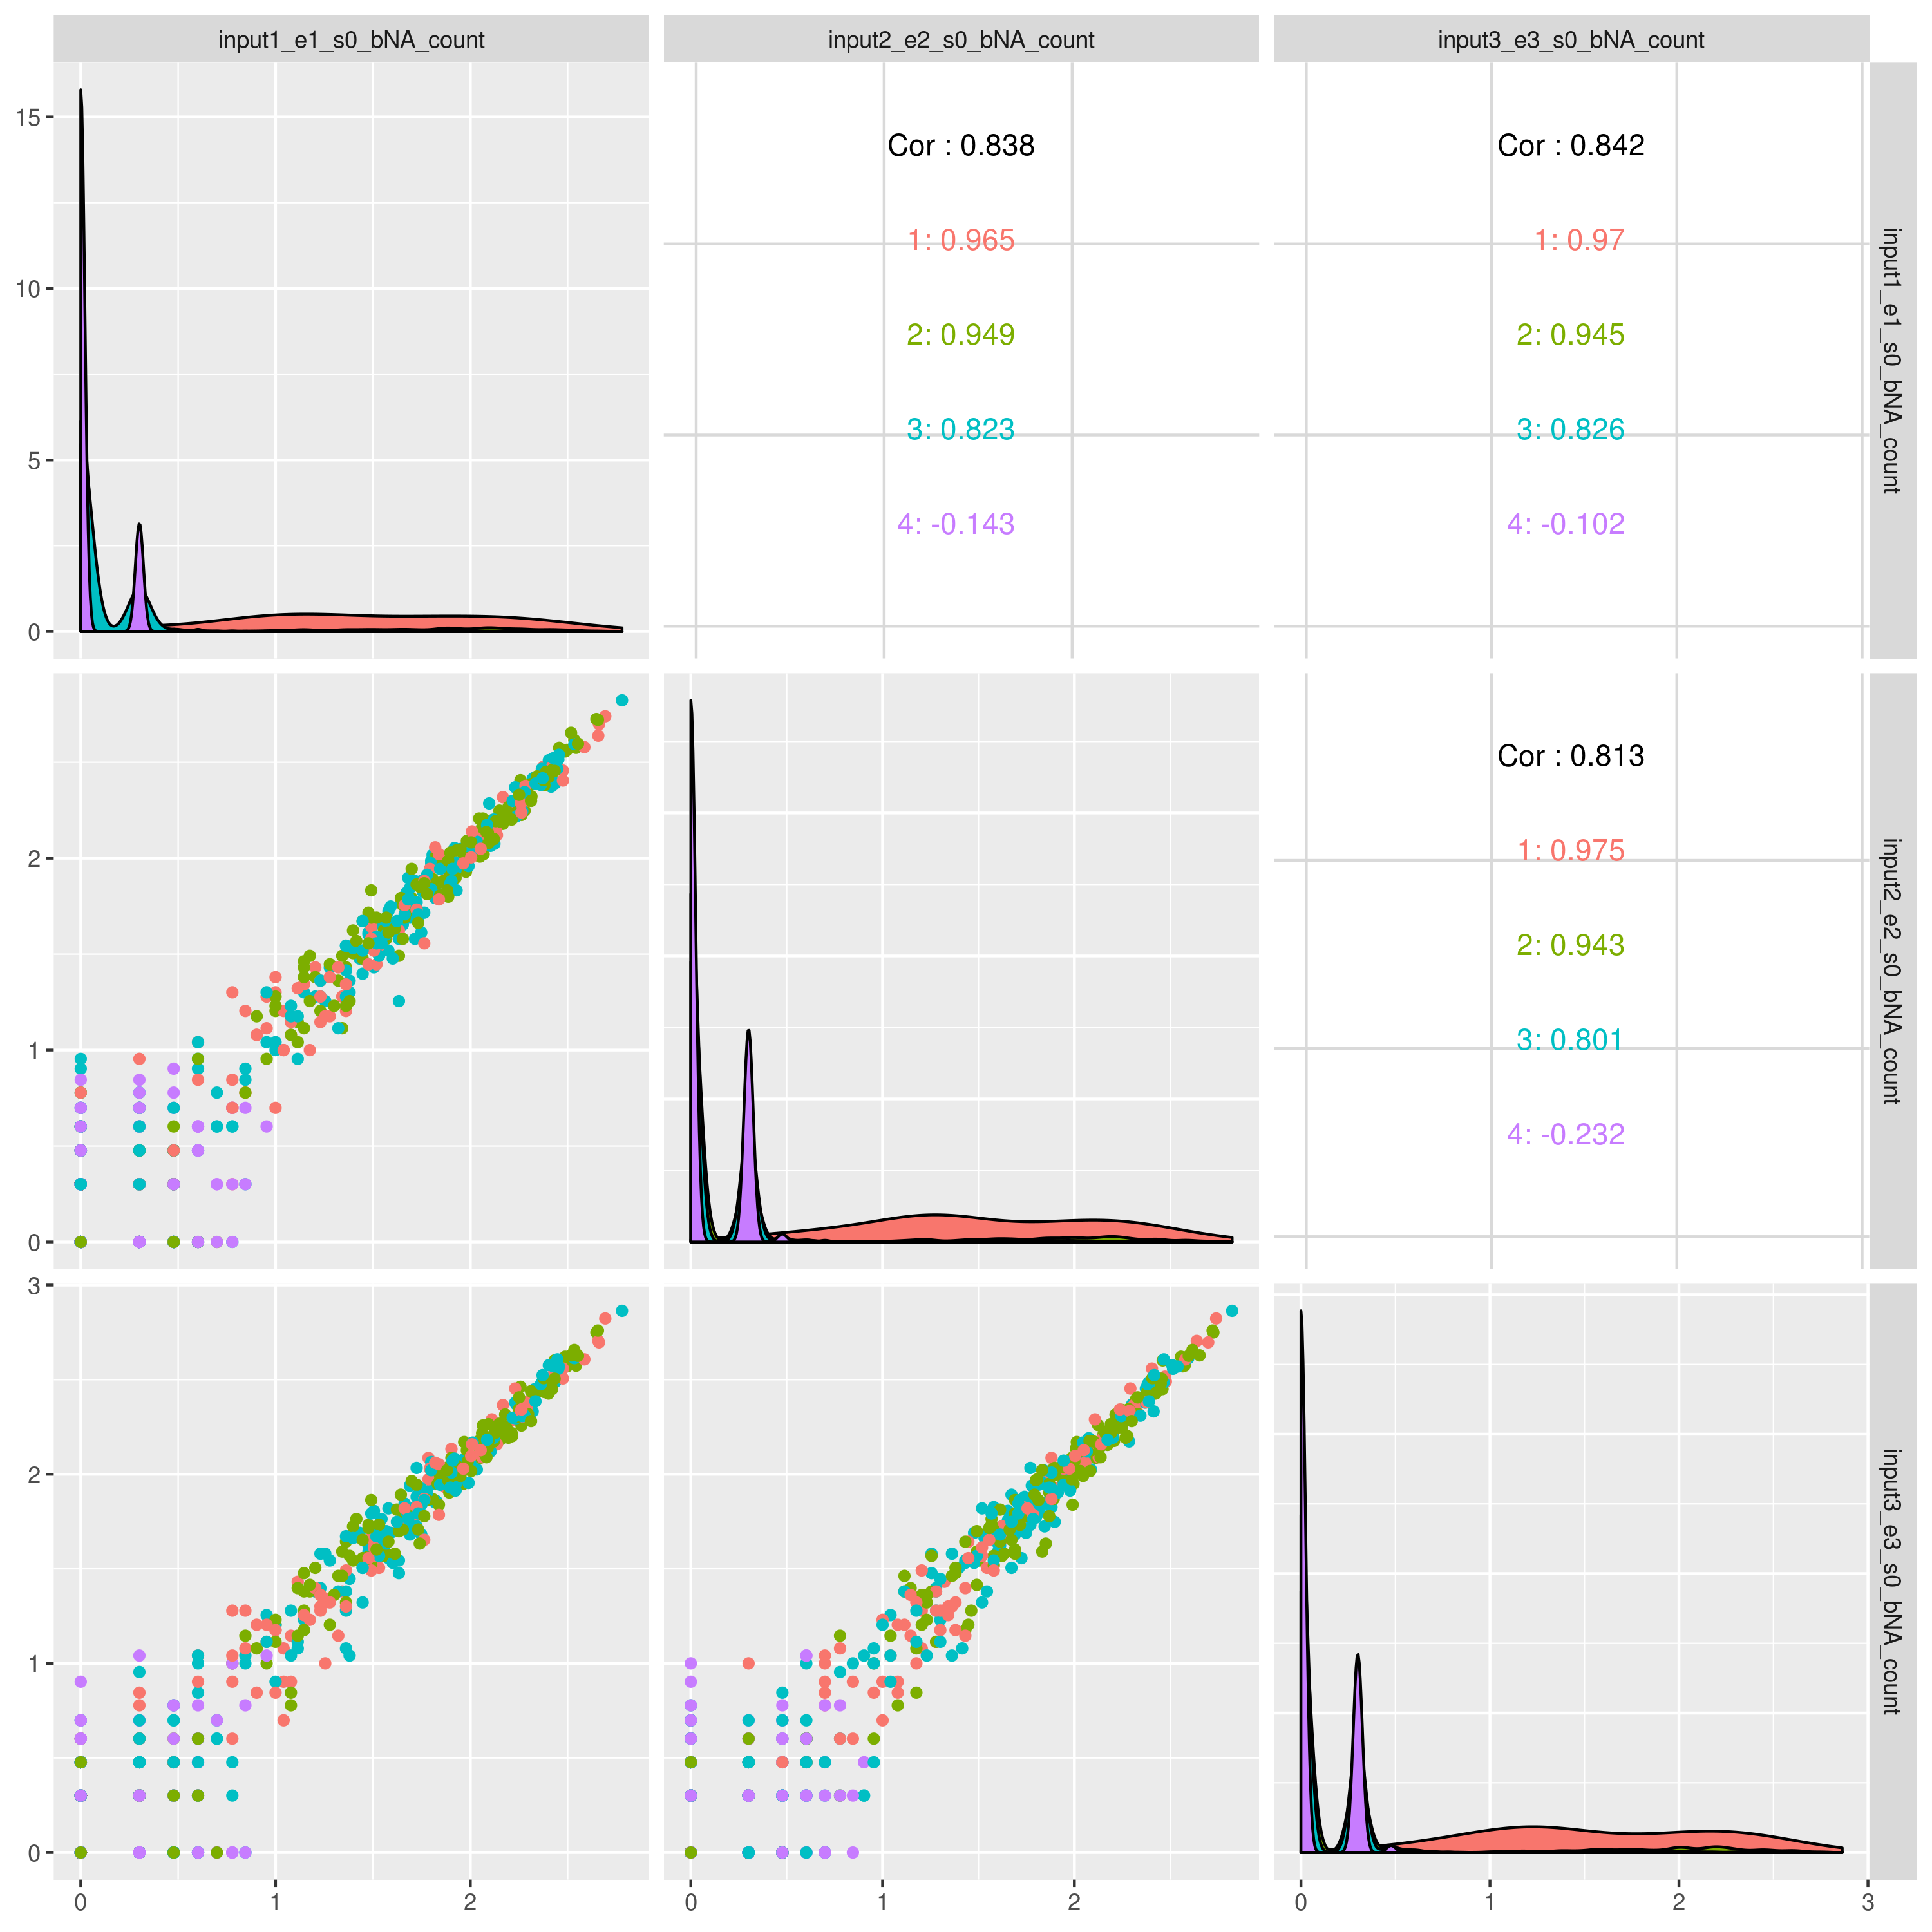 input1_e1_s0_bNA_count
input2_e2_s0_bNA_count
input3_e3_s0_bNA_count
15
10
5
0
Cor : 0.838
1: 0.965
2: 0.949
3: 0.823
4: -0.143
Cor : 0.842
1: 0.97
2: 0.945
3: 0.826
4: -0.102
input1_e1_s0_bNA_count
2
1
0
Cor : 0.813
1: 0.975
2: 0.943
3: 0.801
4: -0.232
input2_e2_s0_bNA_count
3
2
1
0
input3_e3_s0_bNA_count
0 1 2
0 1 2
0 1 2 3